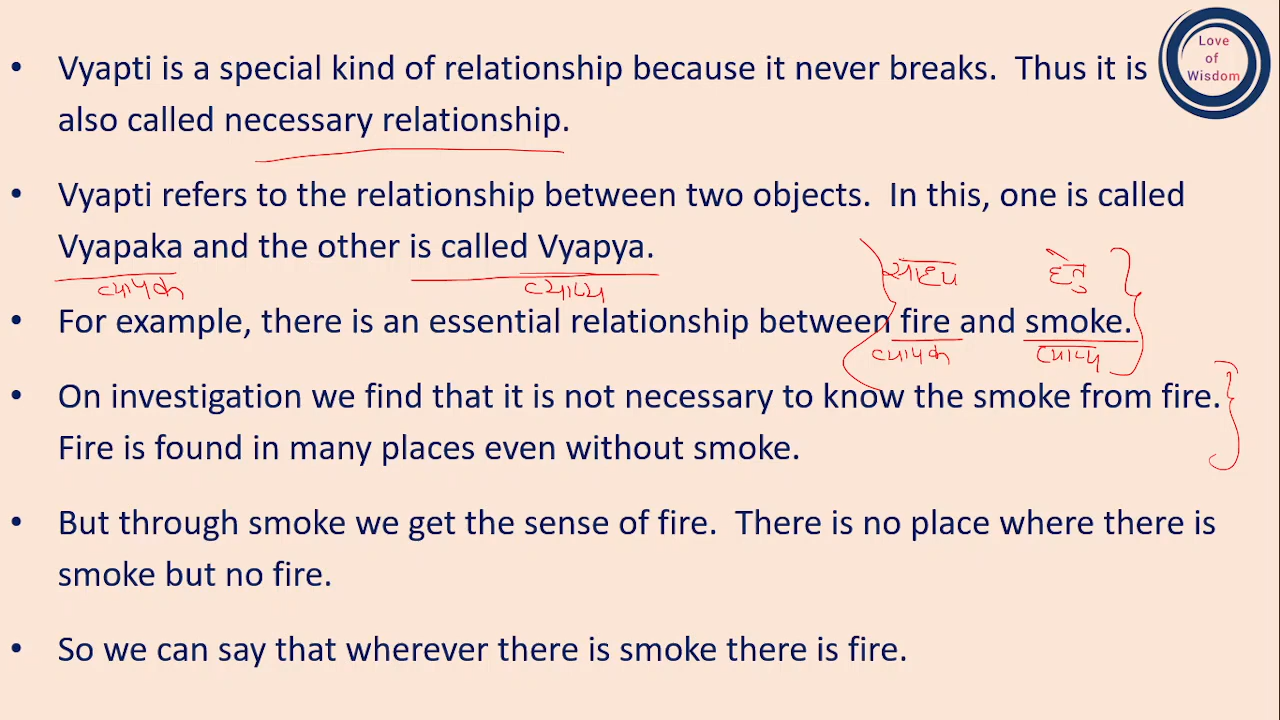 Love
of
Wisdom
• Vyapti is a special kind of relationship because it never breaks. Thus it is
also called necessary relationship.
• Vyapti refers to the relationship between two objects. In this, one is called
Vyapaka and the other is called Vyapya.
व्यापक व्याप्य
साध्य हेतु
• For example, there is an essential relationship between fire and smoke.
व्यापक व्याप्य
• On investigation we find that it is not necessary to know the smoke from fire.
Fire is found in many places even without smoke.
• But through smoke we get the sense of fire. There is no place where there is
smoke but no fire.
• So we can say that wherever there is smoke there is fire.